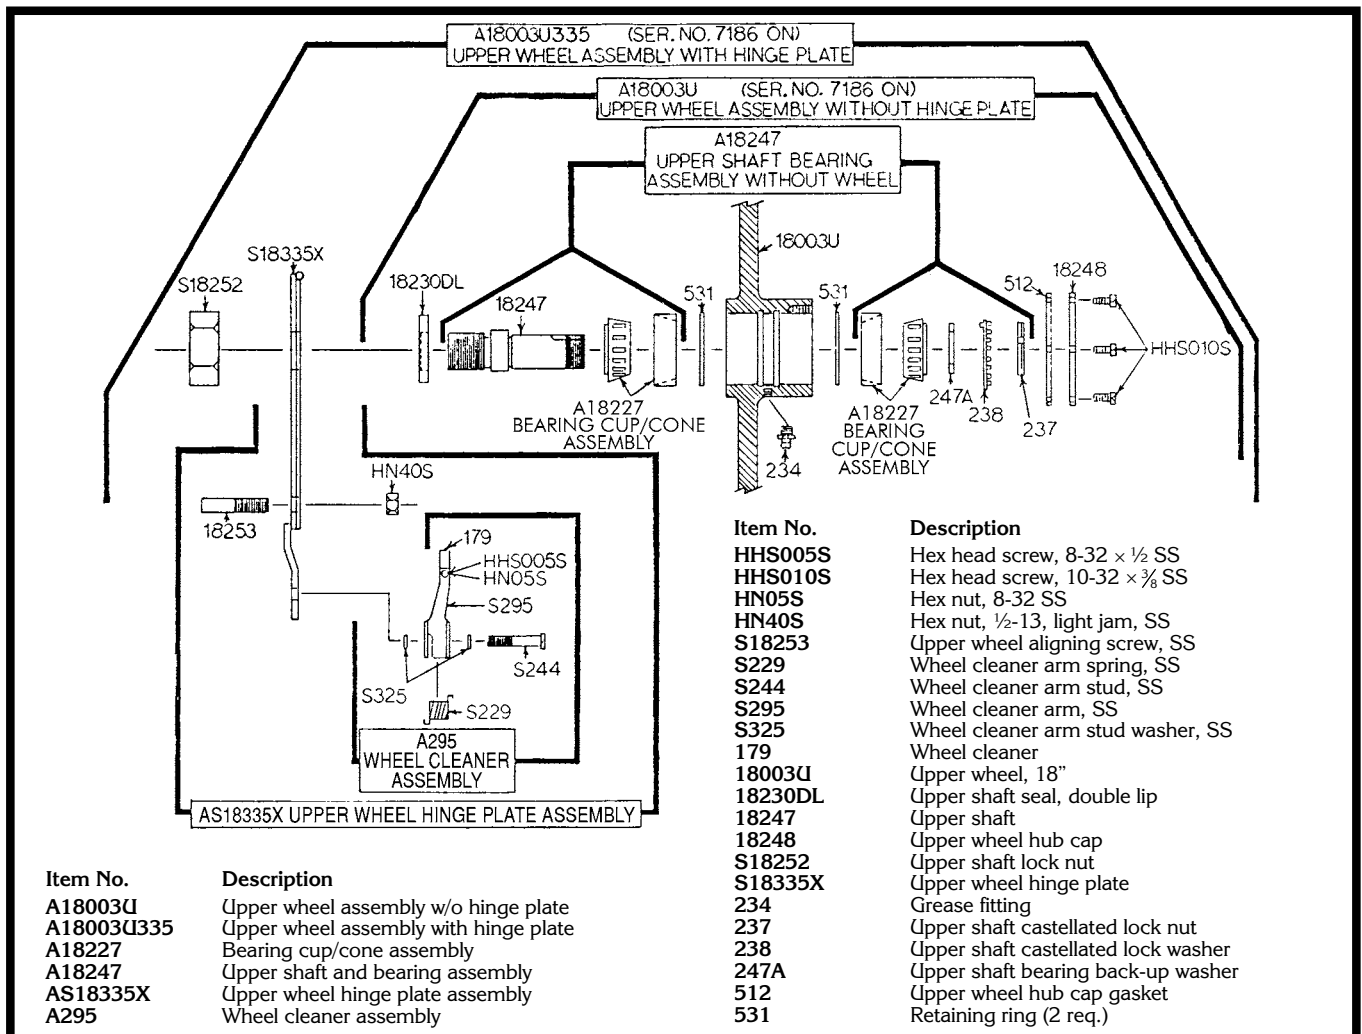 A18003U335 (SER. NO. 7186 ON)
UPPER WHEEL ASSEMBLY WITH HINGE PLATE
A18003U (SER. NO. 7186 ON)
UPPER WHEEL ASSEMBLY WITHOUT HINGE PLATE
A18247
UPPER SHAFT BEARING
ASSEMBLY WITHOUT WHEEL
18003U
S18335X
S18252
18230DL
18247
531
531
512
18248
HHS010S
A18227
BEARING CUP/CONE
ASSEMBLY
A18227
BEARING
CUP/CONE
ASSEMBLY
247A
238
237
234
HN40S
18253
179
HHS005S
HN05S
S295
S244
S325
S229
A295
WHEEL CLEANER
ASSEMBLY
AS18335X UPPER WHEEL HINGE PLATE ASSEMBLY
Item No. Description
A18003U Upper wheel assembly w/o hinge plate
A18003U335 Upper wheel assembly with hinge plate
A18227 Bearing cup/cone assembly
A18247 Upper shaft and bearing assembly
AS18335X Upper wheel hinge plate assembly
A295 Wheel cleaner assembly
Item No. Description
HHS005S Hex head screw, 8-32 × ½ SS
HHS010S Hex head screw, 10-32 × ⅜ SS
HN05S Hex nut, 8-32 SS
HN40S Hex nut, ½-13, light jam, SS
S18253 Upper wheel aligning screw, SS
S229 Wheel cleaner arm spring, SS
S244 Wheel cleaner arm stud, SS
S295 Wheel cleaner arm, SS
S325 Wheel cleaner arm stud washer, SS
179 Wheel cleaner
18003U Upper wheel, 18”
18230DL Upper shaft seal, double lip
18247 Upper shaft
18248 Upper wheel hub cap
S18252 Upper shaft lock nut
S18335X Upper wheel hinge plate
234 Grease fitting
237 Upper shaft castellated lock nut
238 Upper shaft castellated lock washer
247A Upper shaft bearing back-up washer
512 Upper wheel hub cap gasket
531 Retaining ring (2 req.)